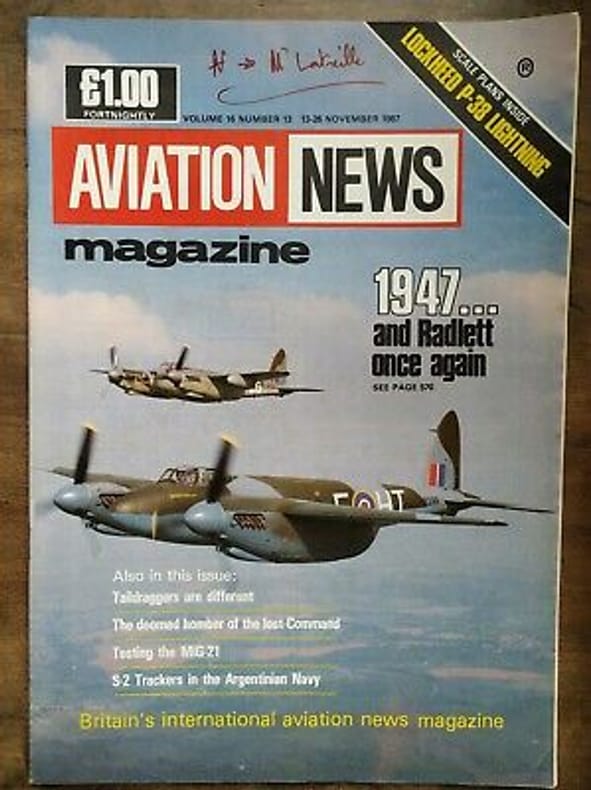 LOCKHEED P-38 LIGHTNING
SCALE PLANS INSIDE
£1.00
FORTNIGHTLY
VOLUME 16 NUMBER 13 13-26 NOVEMBER 1987
AVIATION NEWS
magazine
1947...
and Radlett
once again
SEE PAGE 570
HT
Also in this issue:
Taildraggers are different
The doomed bomber of the lost Command
Testing the MiG-21
S-2 Trackers in the Argentinian Navy
Britain's international aviation news magazine